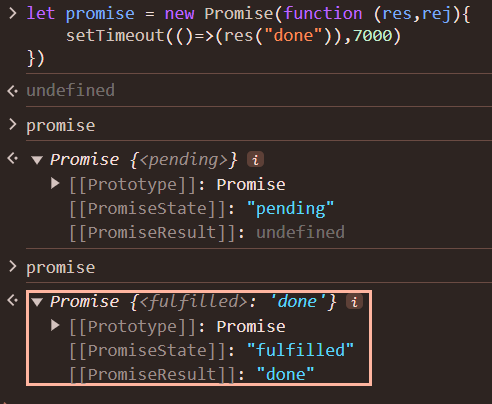 let promise = new Promise(function (res,rej){
setTimeout(()=>(res("done")),7000)
})
undefined
promise
Promise {<pending>} i
[[Prototype]]: Promise
[[PromiseState]]: "pending"
[[PromiseResult]]: undefined
promise
Promise {<fulfilled>: 'done'} i
[[Prototype]]: Promise
[[PromiseState]]: "fulfilled"
[[PromiseResult]]: "done"